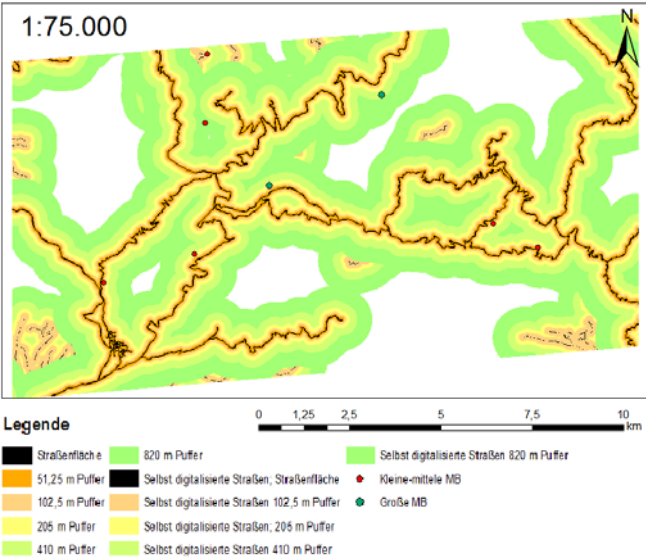 1:75.000
N
Legende
0 1,25 2,5 5 7,5 10
km
Straßenfläche
820 m Puffer
Selbst digitalisierte Straßen 820 m Puffer
51,25 m Puffer
Selbst digitalisierte Straßen; Straßenfläche
Kleine-mittele MB
102,5 m Puffer
Selbst digitalisierte Straßen 102,5 m Puffer
Große MB
205 m Puffer
Selbst digitalisierte Straßen; 205 m Puffer
410 m Puffer
Selbst digitalisierte Straßen 410 m Puffer